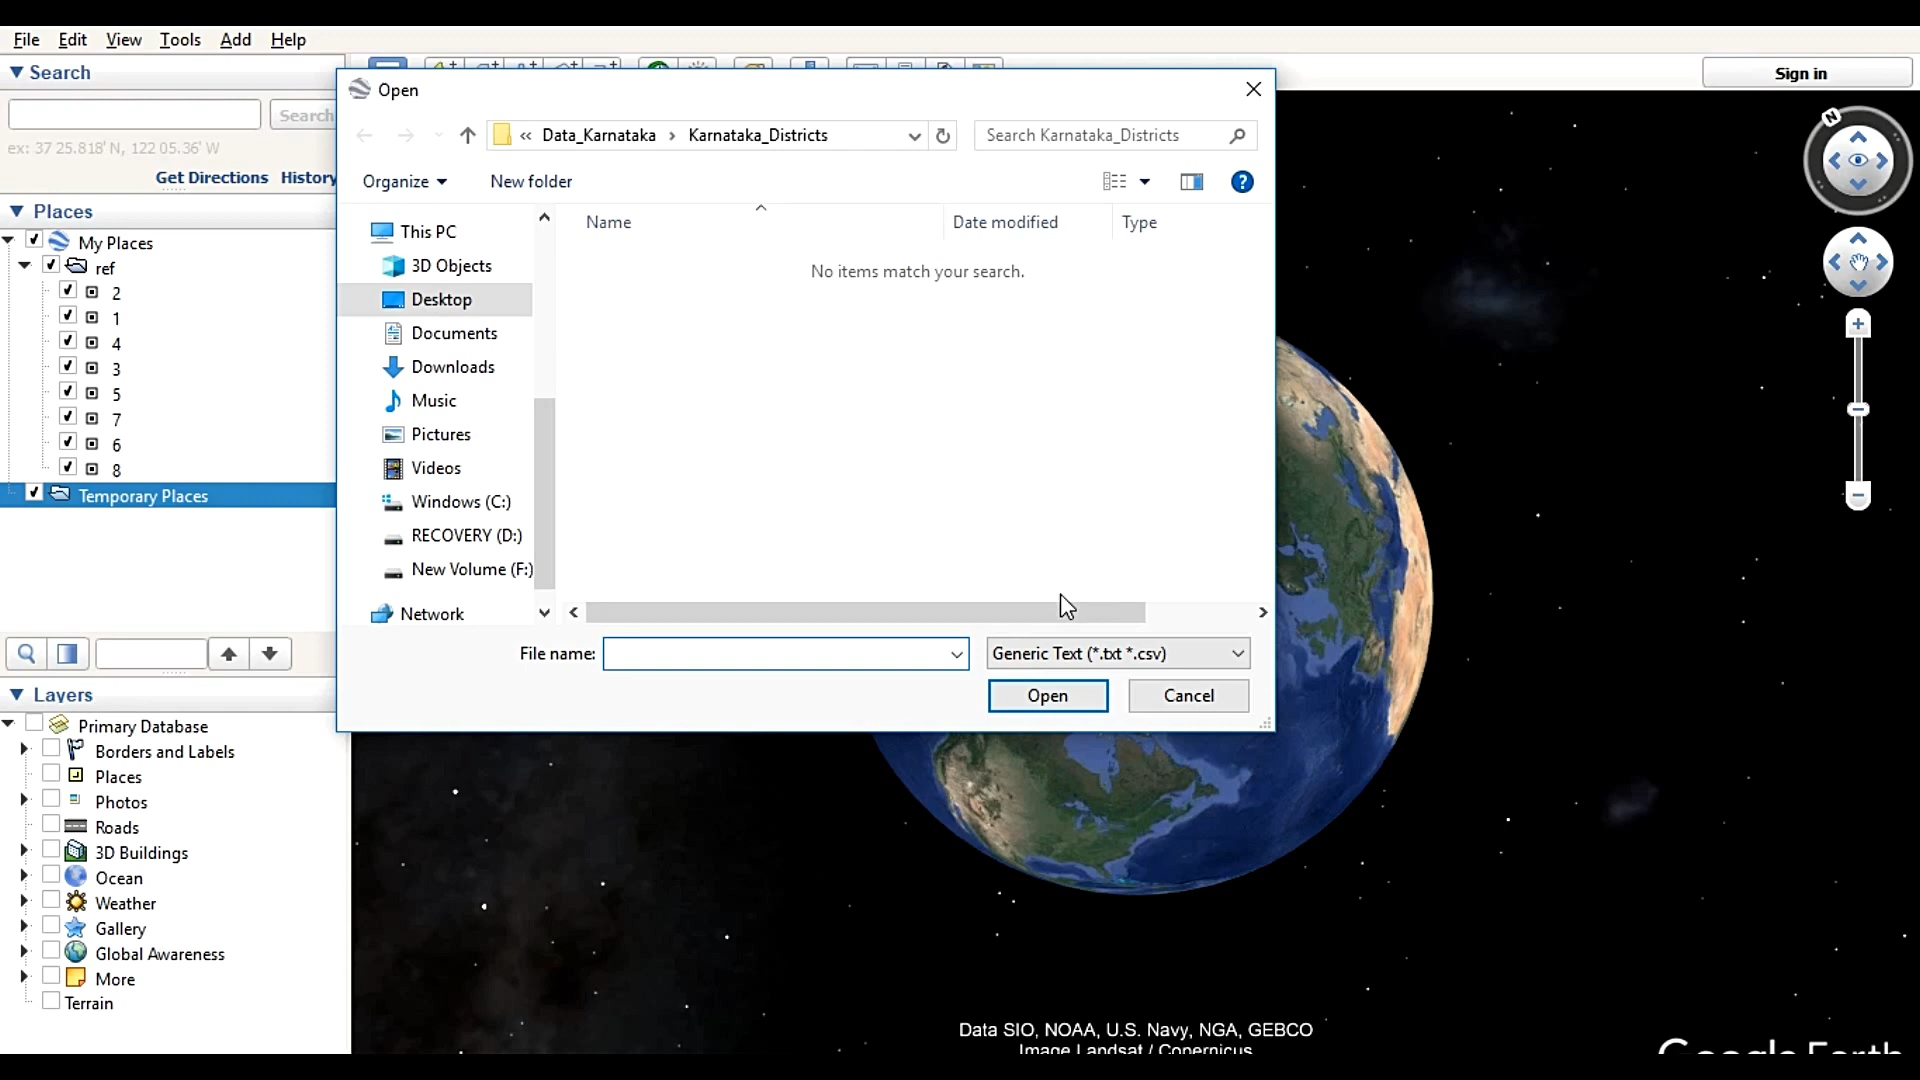 File Edit View Tools Add Help
Search
Sign in
Search
ex: 37 25.818' N, 122 05.36' W
Get Directions History
Places
My Places
ref
2
1
4
3
5
7
6
8
Temporary Places
Layers
Primary Database
Borders and Labels
Places
Photos
Roads
3D Buildings
Ocean
Weather
Gallery
Global Awareness
More
Terrain
Open
« Data_Karnataka › Karnataka_Districts
Search Karnataka_Districts
Organize New folder
Name Date modified Type
No items match your search.
This PC
3D Objects
Desktop
Documents
Downloads
Music
Pictures
Videos
Windows (C:)
RECOVERY (D:)
New Volume (F:)
Network
File name: Generic Text (*.txt *.csv)
Open Cancel
N
Data SIO, NOAA, U.S. Navy, NGA, GEBCO
Image Landsat / Copernicus
Google Earth